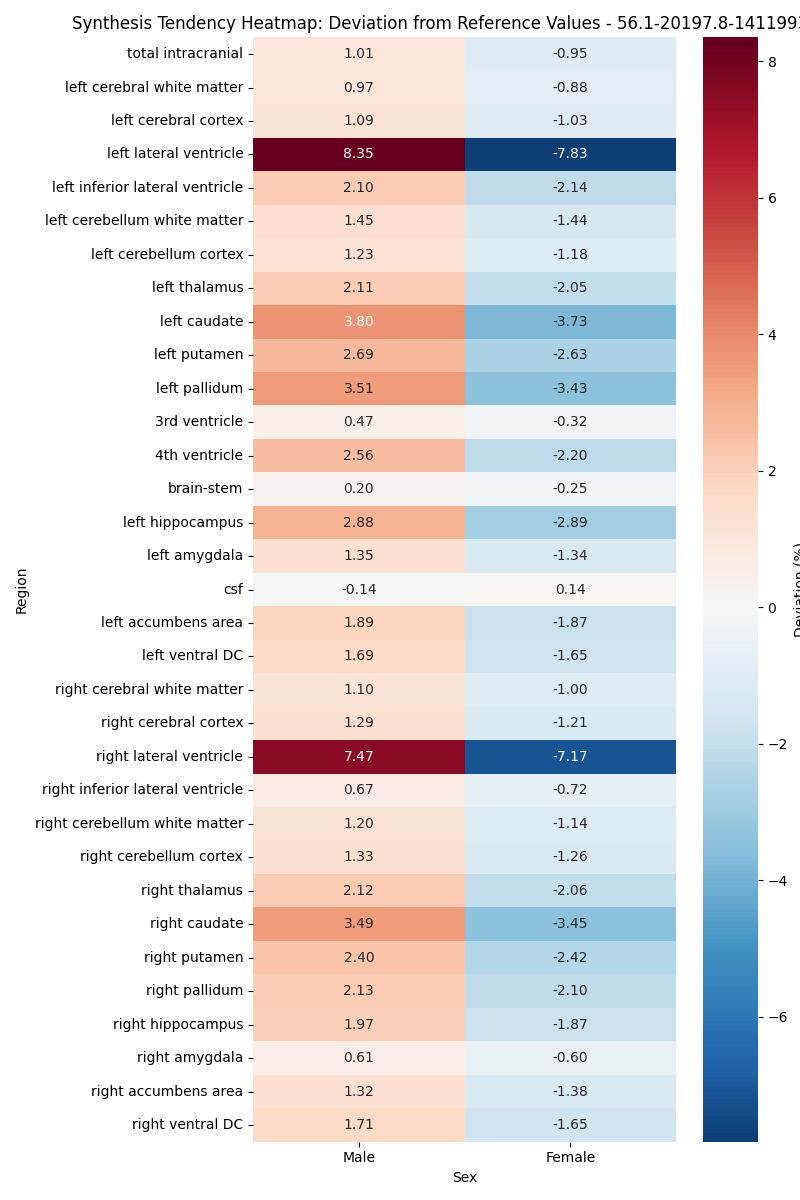 Synthesis Tendency Heatmap: Deviation from Reference Values - 56.1-20197.8-1411993
total intracranial 1.01 -0.95
left cerebral white matter 0.97 -0.88
left cerebral cortex 1.09 -1.03
left lateral ventricle 8.35 -7.83
left inferior lateral ventricle 2.10 -2.14
left cerebellum white matter 1.45 -1.44
left cerebellum cortex 1.23 -1.18
left thalamus 2.11 -2.05
left caudate 3.80 -3.73
left putamen 2.69 -2.63
left pallidum 3.51 -3.43
3rd ventricle 0.47 -0.32
4th ventricle 2.56 -2.20
brain-stem 0.20 -0.25
left hippocampus 2.88 -2.89
left amygdala 1.35 -1.34
csf -0.14 0.14
left accumbens area 1.89 -1.87
left ventral DC 1.69 -1.65
right cerebral white matter 1.10 -1.00
right cerebral cortex 1.29 -1.21
right lateral ventricle 7.47 -7.17
right inferior lateral ventricle 0.67 -0.72
right cerebellum white matter 1.20 -1.14
right cerebellum cortex 1.33 -1.26
right thalamus 2.12 -2.06
right caudate 3.49 -3.45
right putamen 2.40 -2.42
right pallidum 2.13 -2.10
right hippocampus 1.97 -1.87
right amygdala 0.61 -0.60
right accumbens area 1.32 -1.38
right ventral DC 1.71 -1.65
Male Female
Sex
Region
8
6
4
2
0
−2
−4
−6
Deviation (%)